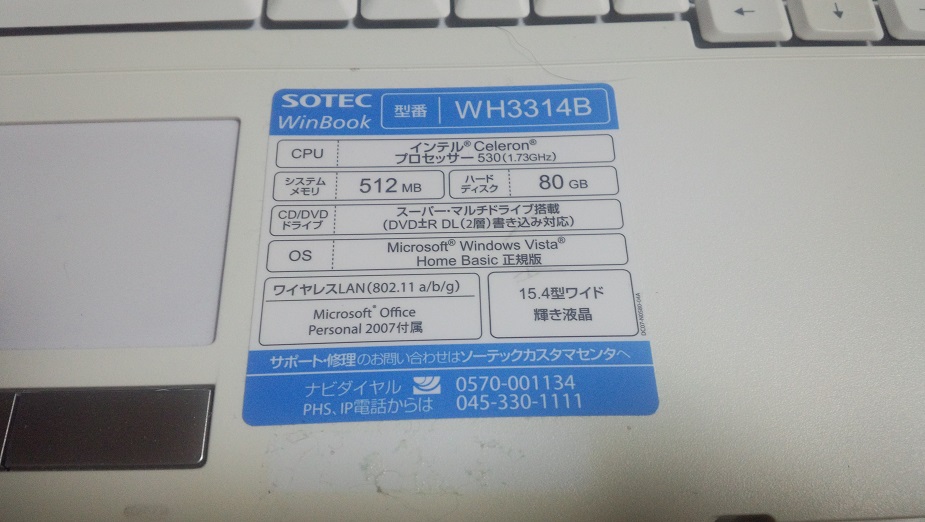 SOTEC
WinBook
型番 WH3314B
CPU
インテル® Celeron®
プロセッサー 530(1.73GHz)
システム
メモリ
512 MB
ハード
ディスク
80 GB
CD/DVD
ドライブ
スーパー・マルチドライブ搭載
(DVD±R DL(2層)書き込み対応)
OS
Microsoft® Windows Vista®
Home Basic 正規版
ワイヤレスLAN(802.11 a/b/g)
Microsoft® Office
Personal 2007付属
15.4型ワイド
輝き液晶
サポート・修理のお問い合わせはソーテックカスタマセンタへ
ナビダイヤル 0570-001134
PHS、IP電話からは 045-330-1111
← ↓